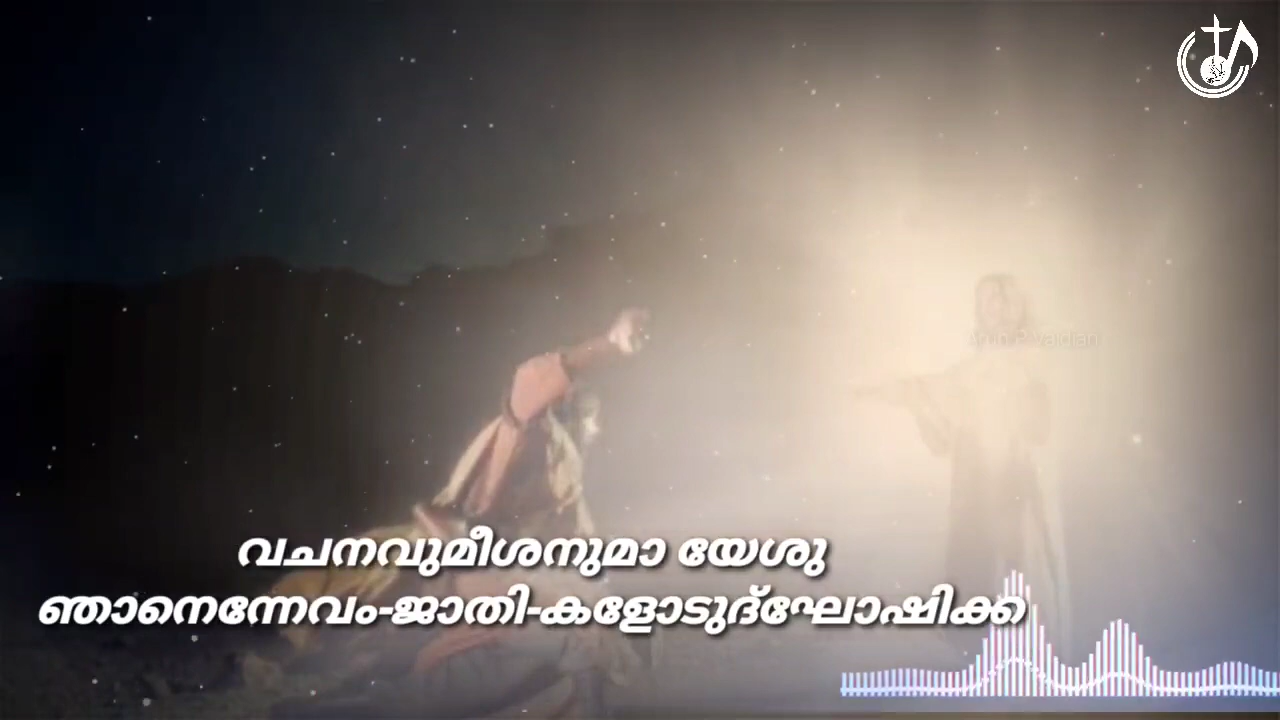 വചനവുമീശനുമാ യേശു
ഞാനെന്നേവം-ജാതി-കളോടുദ്ഘോഷിക്ക